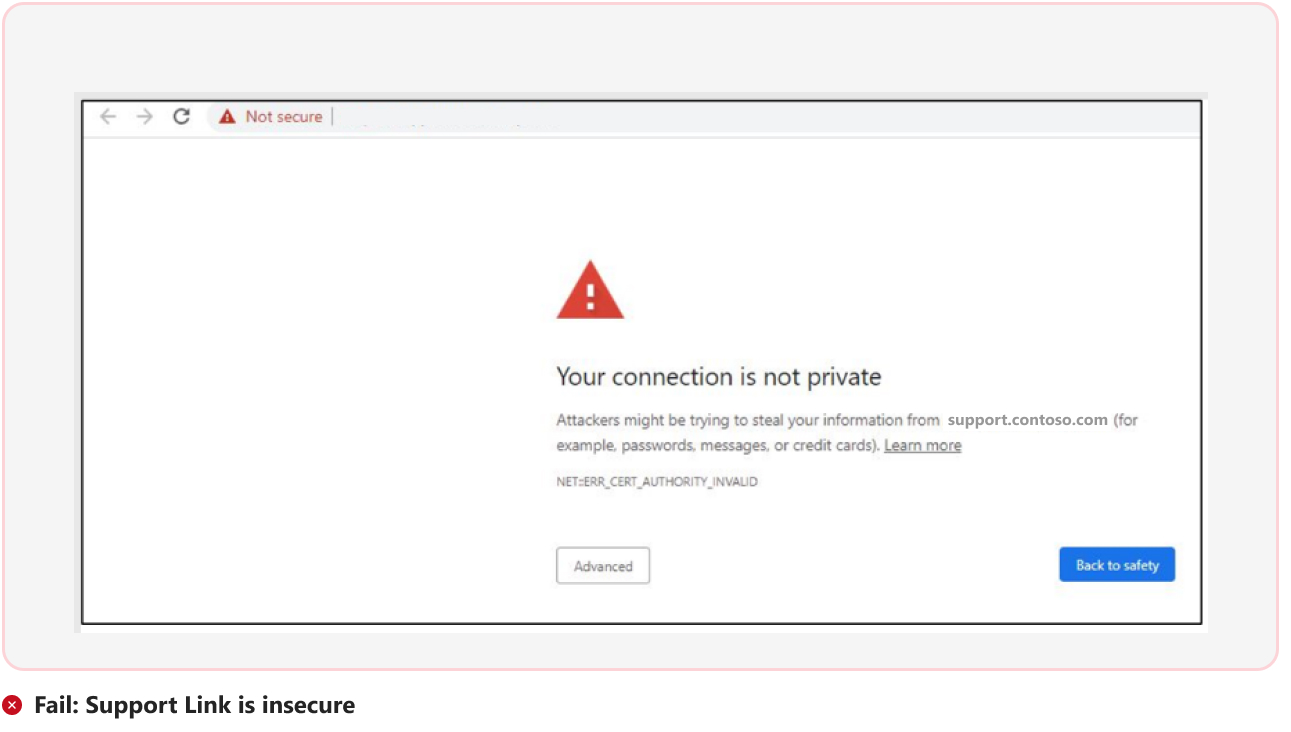 Not secure
Your connection is not private
Attackers might be trying to steal your information from support.contoso.com (for
example, passwords, messages, or credit cards). Learn more
NET::ERR_CERT_AUTHORITY_INVALID
Advanced
Back to safety
Fail: Support Link is insecure